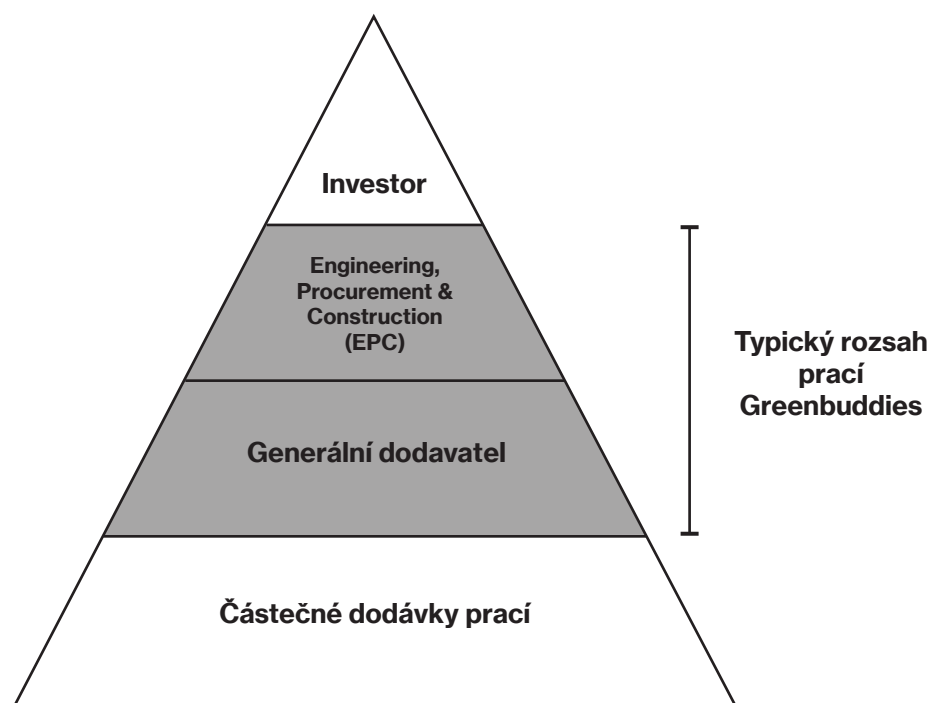 Investor
Engineering,
Procurement &
Construction
(EPC)
Typický rozsah
prací
Greenbuddies
Generální dodavatel
Částečné dodávky prací